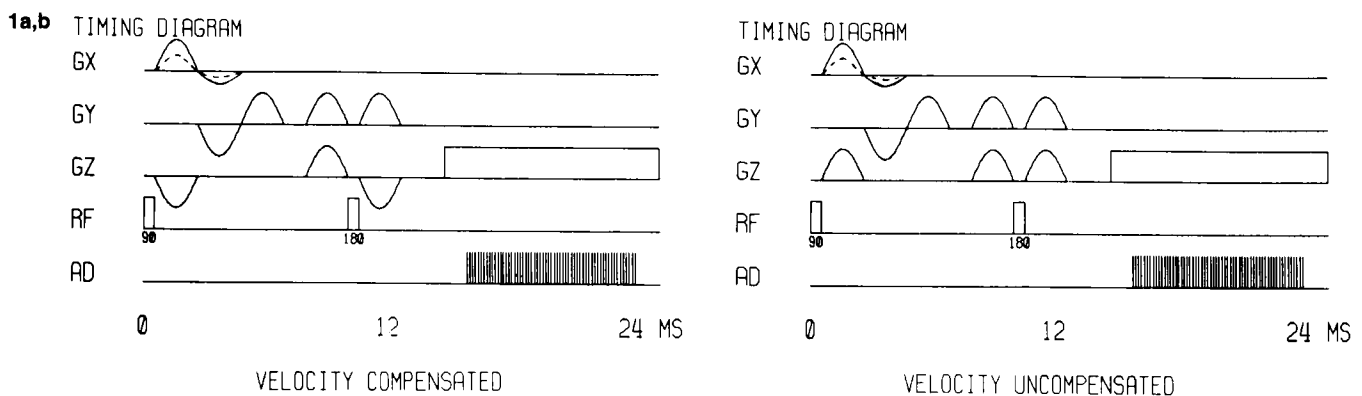 1a,b TIMING DIAGRAM
GX
GY
GZ
RF
90 180
AD
0 12 24 MS
VELOCITY COMPENSATED
TIMING DIAGRAM
GX
GY
GZ
RF
90 180
AD
0 12 24 MS
VELOCITY UNCOMPENSATED